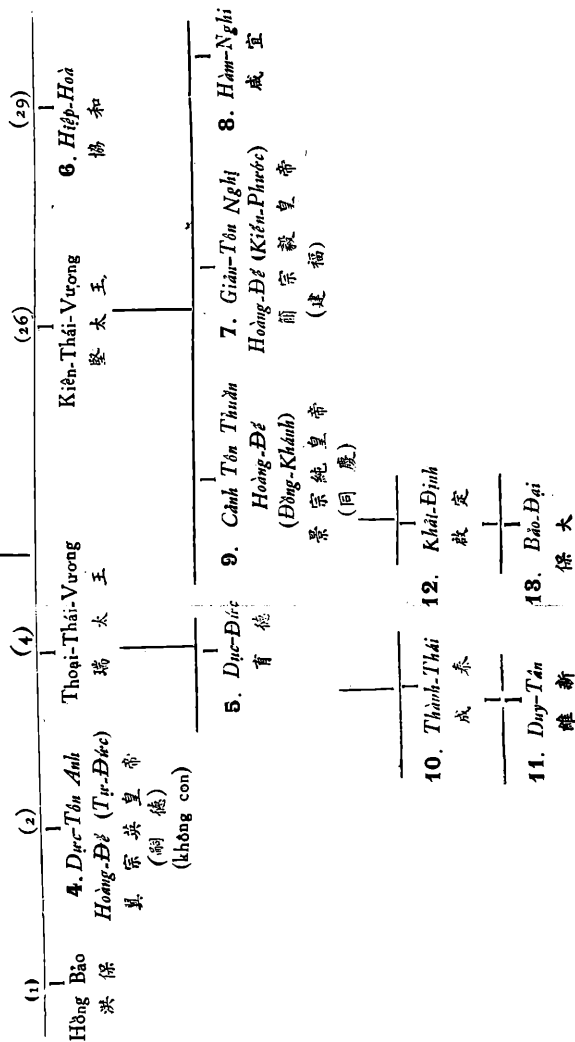 (1)
Hồng Bảo
洪 保
(2)
4. Dực-Tôn Anh
Hoàng-Đế (Tự-Đức)
翼 宗 英 皇 帝
(嗣 德)
(không con)
(4)
Thoại-Thái-Vương
瑞 太 王
5. Dục-Đức
育 德
10. Thành-Thái
成 泰
11. Duy-Tân
維 新
(26)
Kiên-Thái-Vương
堅 太 王
9. Cảnh Tôn Thuần
Hoàng-Đế
(Đồng-Khánh)
景 宗 純 皇 帝
(同 慶)
12. Khải-Định
啟 定
13. Bảo-Đại
保 大
7. Giản-Tôn Nghị
Hoàng-Đế (Kiến-Phước)
簡 宗 毅 皇 帝
(建 福)
8. Hàm-Nghi
咸 宜
(29)
6. Hiệp-Hoà
協 和